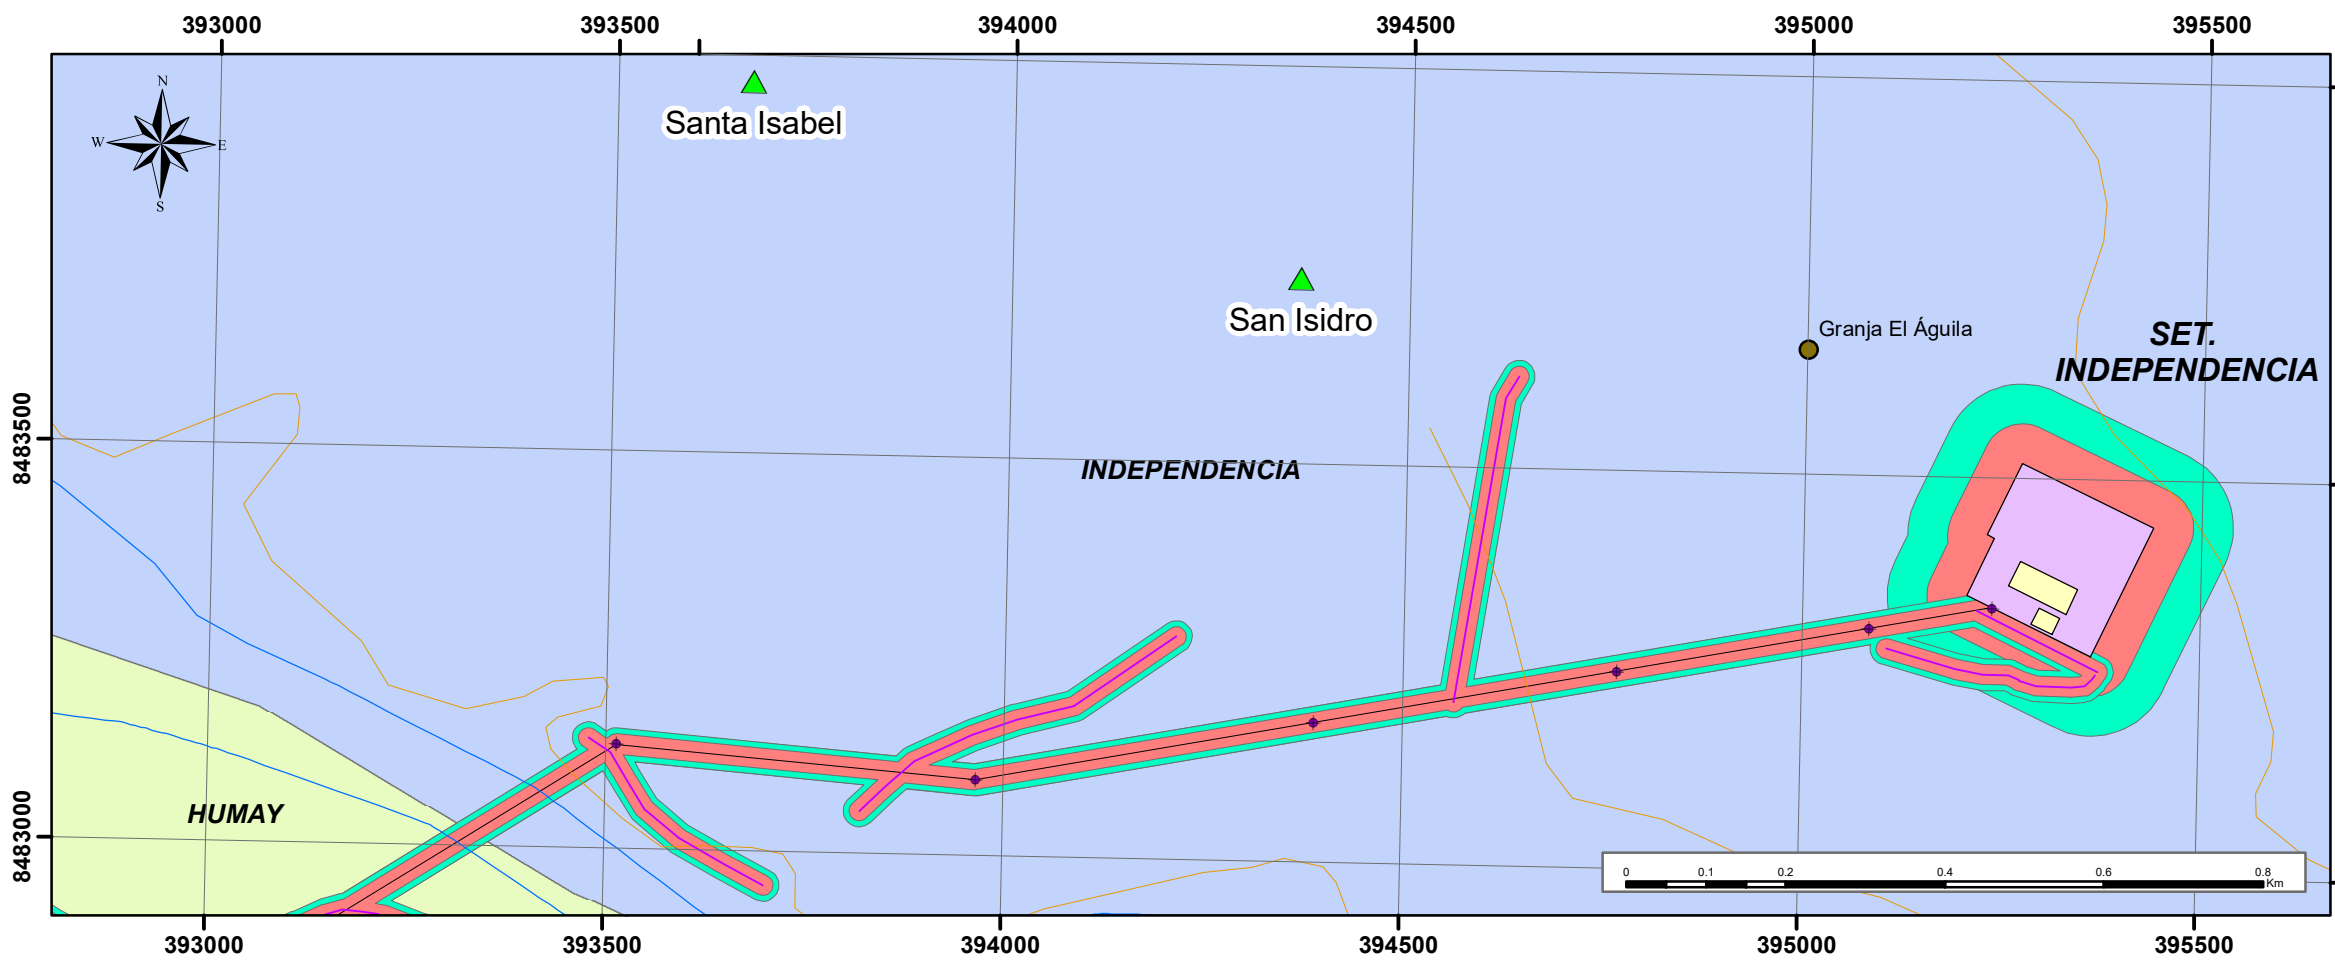 393000 393500 394000 394500 395000 395500
N
W E
S
Santa Isabel
San Isidro
Granja El Águila
SET.
INDEPENDENCIA
8483500
INDEPENDENCIA
HUMAY
8483000
0 0.1 0.2 0.4 0.6 0.8
Km
393000 393500 394000 394500 395000 395500